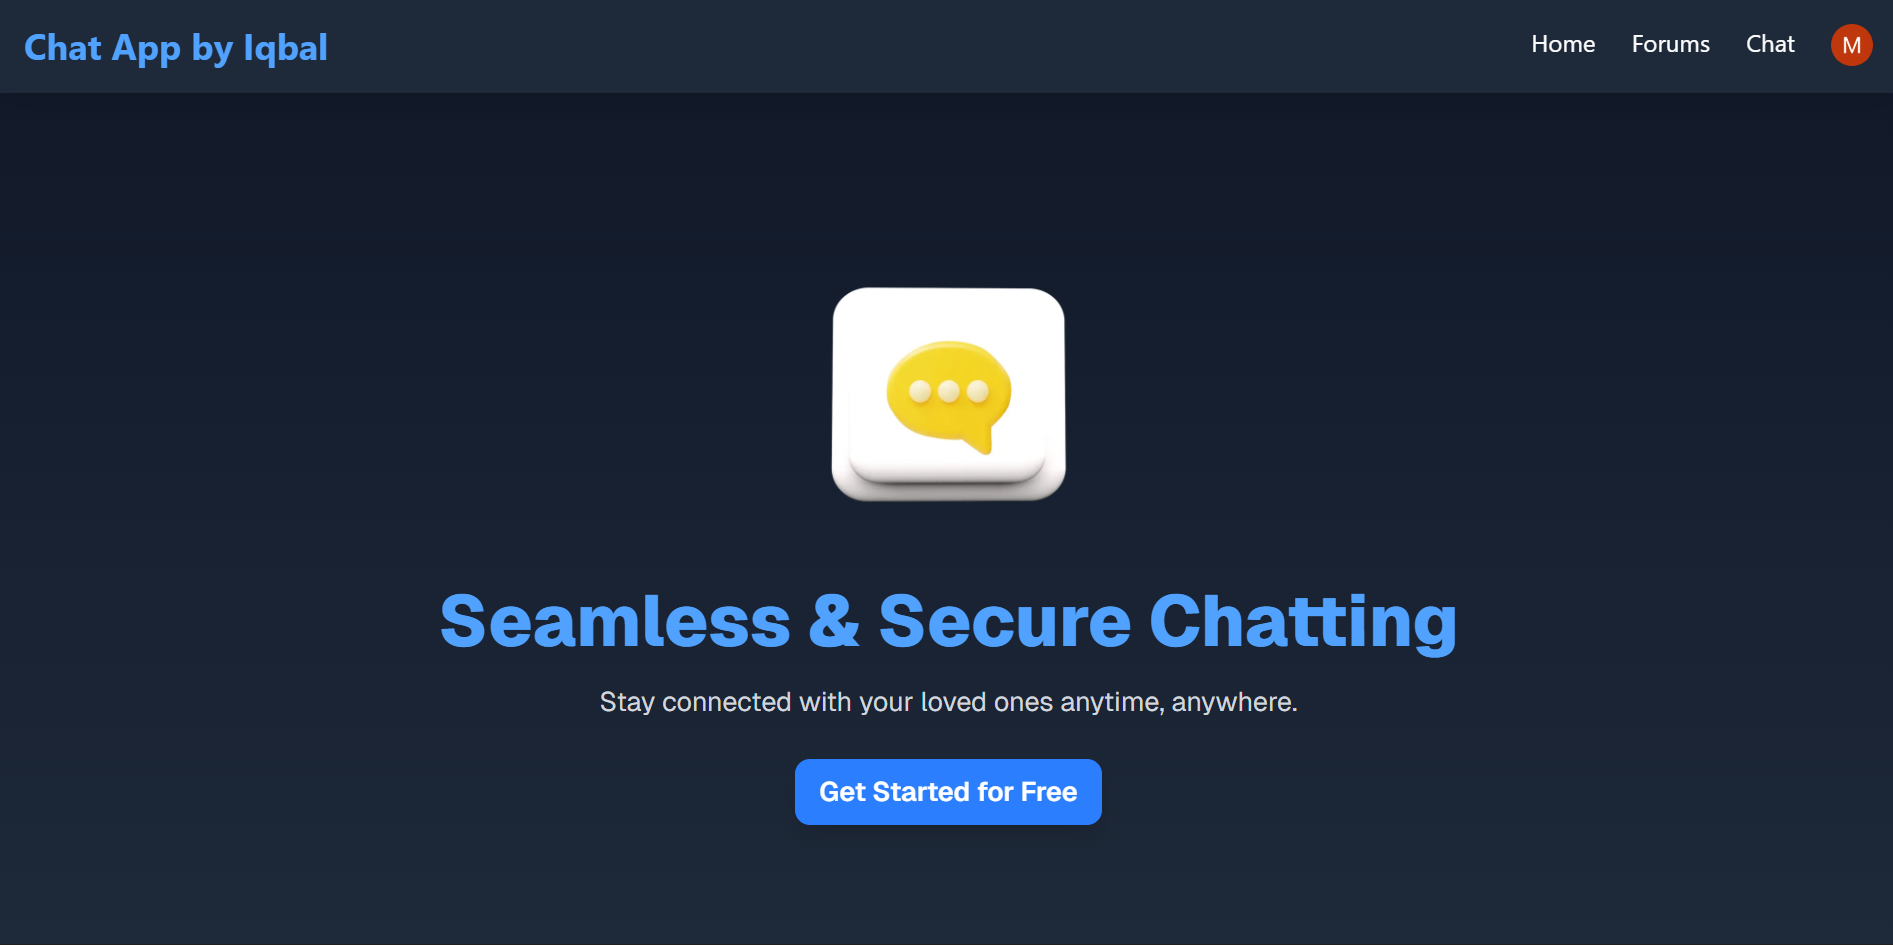 Chat App by Iqbal
Home Forums Chat M
Seamless & Secure Chatting
Stay connected with your loved ones anytime, anywhere.
Get Started for Free